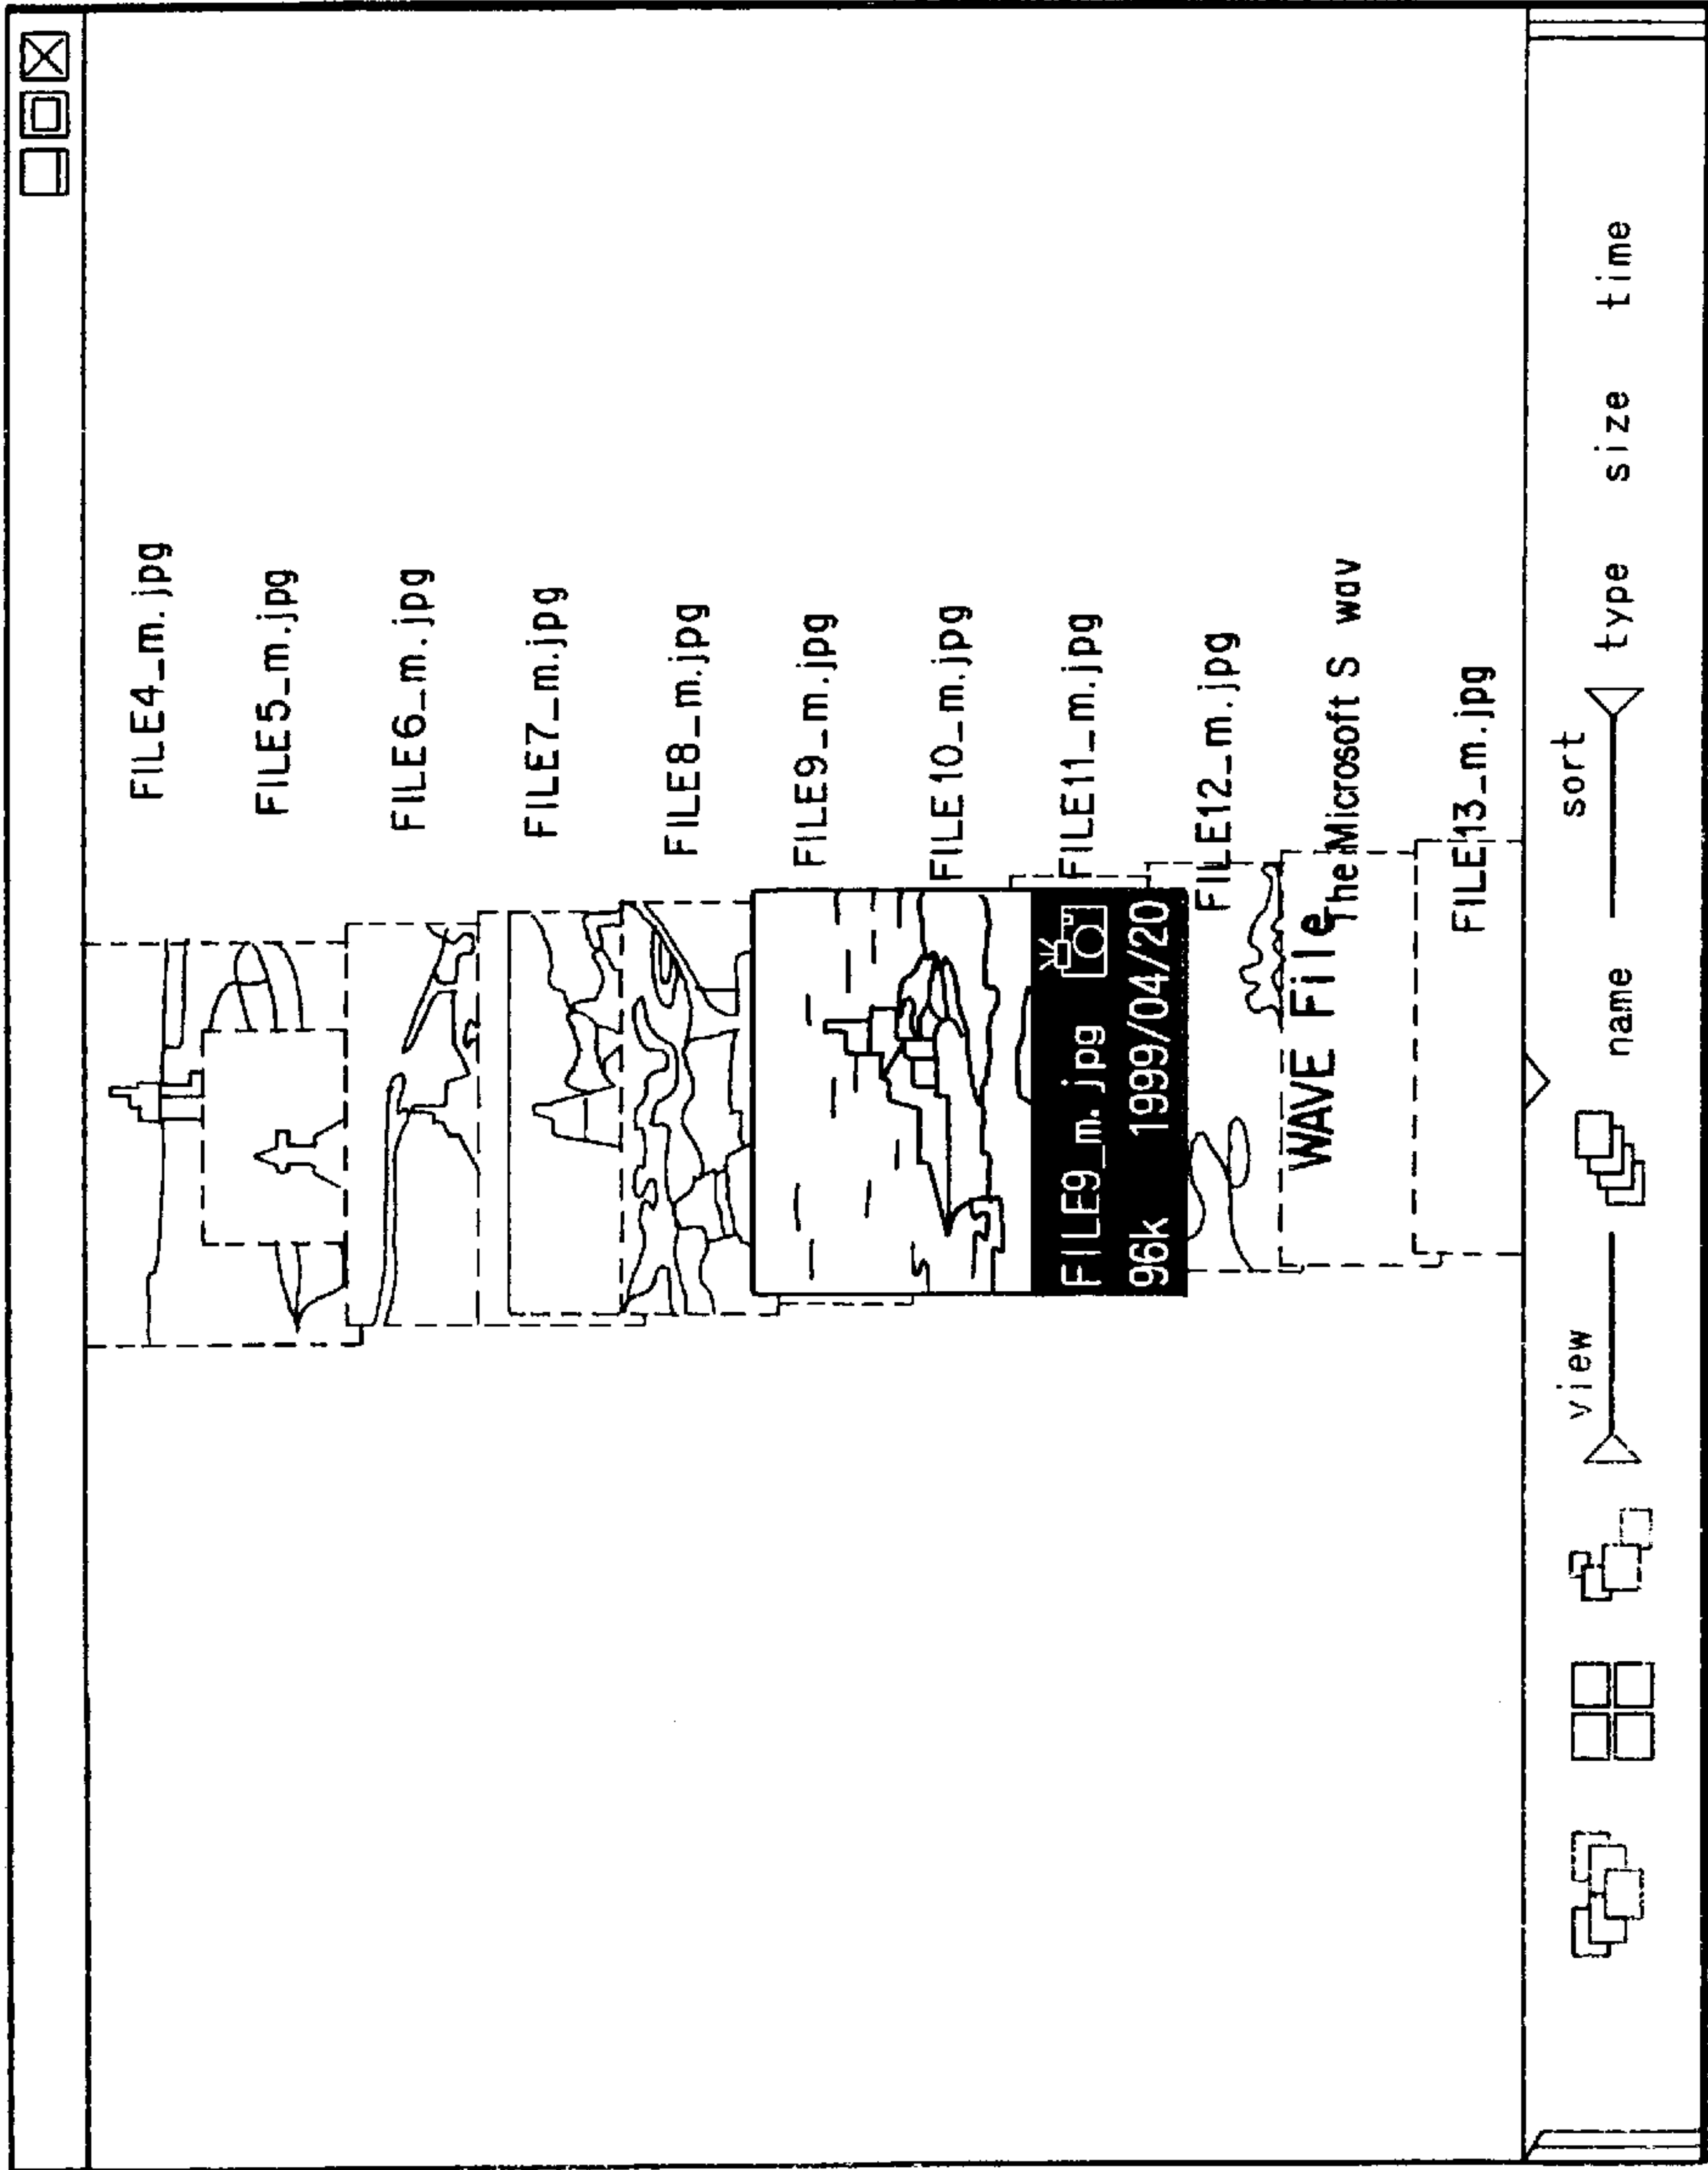 FILE4_m.jpg
FILE5_m.jpg
FILE6_m.jpg
FILE7_m.jpg
FILE8_m.jpg
FILE9_m.jpg
FILE10_m.jpg
FILE11_m.jpg
FILE9_m.jpg
96k 1999/04/20
FILE12_m.jpg
WAVE File
The Microsoft S wav
FILE13_m.jpg
view sort
name type size time